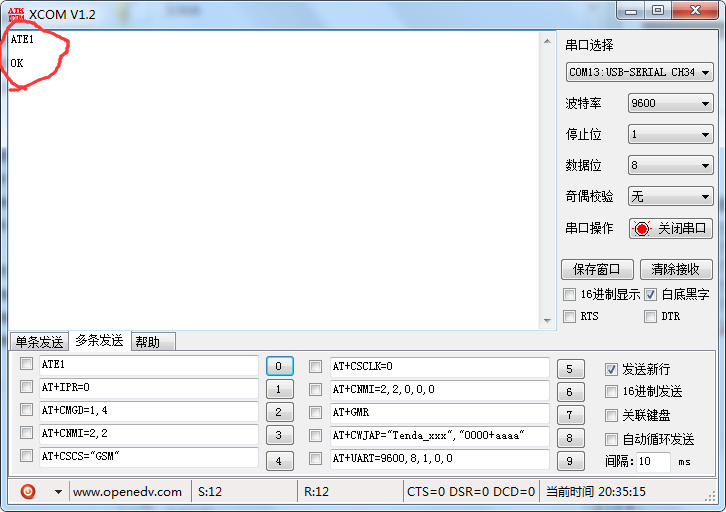 ATK
XCOM
XCOM V1.2
ATE1
OK
串口选择
COM13:USB-SERIAL CH34
波特率
9600
停止位
1
数据位
8
奇偶校验
无
串口操作
关闭串口
保存窗口
清除接收
16进制显示
白底黑字
RTS
DTR
单条发送
多条发送
帮助
ATE1
0
AT+IPR=0
1
AT+CMGD=1,4
2
AT+CNMI=2,2
3
AT+CSCS="GSM"
4
AT+CSCLK=0
5
AT+CNMI=2,2,0,0,0
6
AT+GMR
7
AT+CWJAP="Tenda_xxx","0000+aaaa"
8
AT+UART=9600,8,1,0,0
9
发送新行
16进制发送
关联键盘
自动循环发送
间隔:10 ms
www.openedv.com
S:12
R:12
CTS=0 DSR=0 DCD=0
当前时间 20:35:15